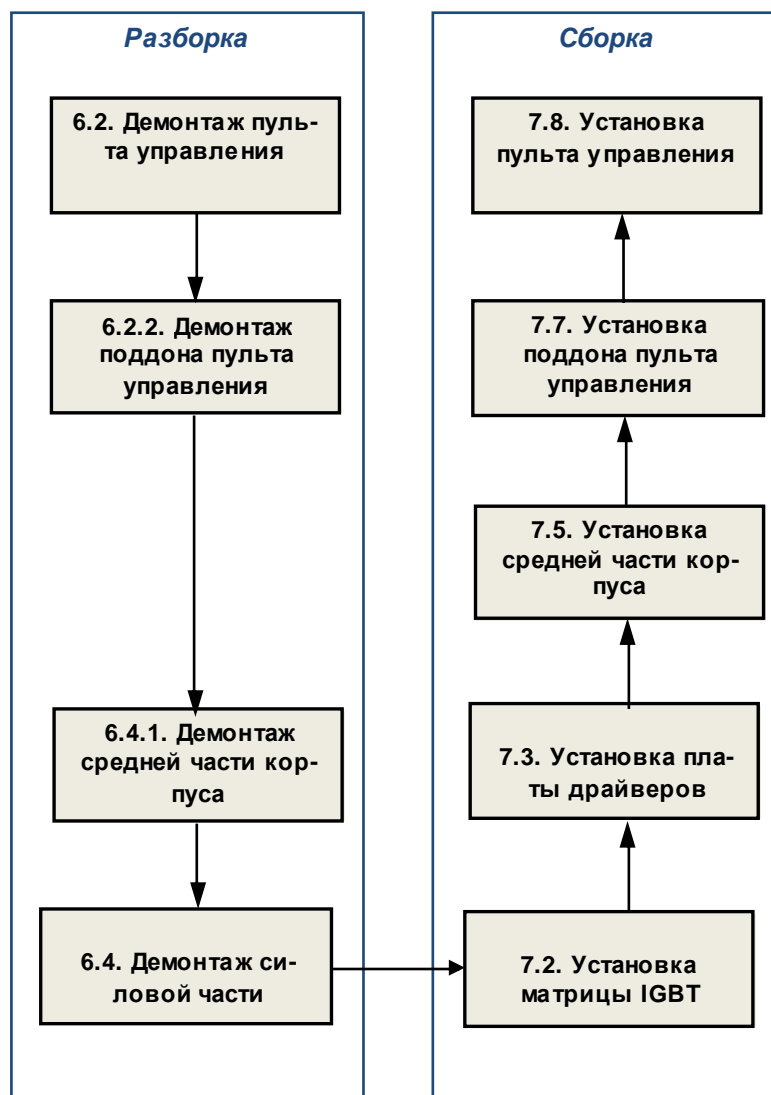 Разборка
6.2. Демонтаж пуль-
та управления
6.2.2. Демонтаж
поддона пульта
управления
6.4.1. Демонтаж
средней части кор-
пуса
6.4. Демонтаж си-
ловой части
Сборка
7.8. Установка
пульта управления
7.7. Установка
поддона пульта
управления
7.5. Установка
средней части кор-
пуса
7.3. Установка пла-
ты драйверов
7.2. Установка
матрицы IGBT